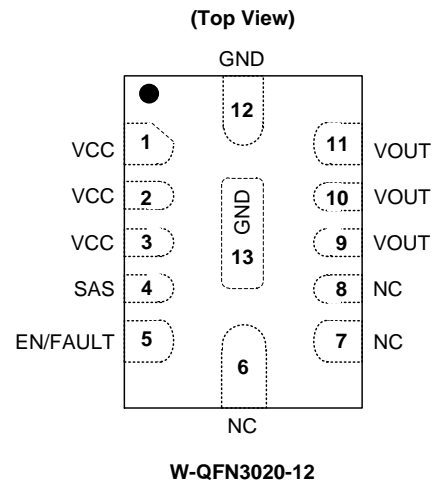 (Top View)
GND
12
VCC 1 11 VOUT
VCC 2 10 VOUT
VCC 3 9 VOUT
GND
13
SAS 4 8 NC
EN/FAULT 5 7 NC
6
NC
W-QFN3020-12